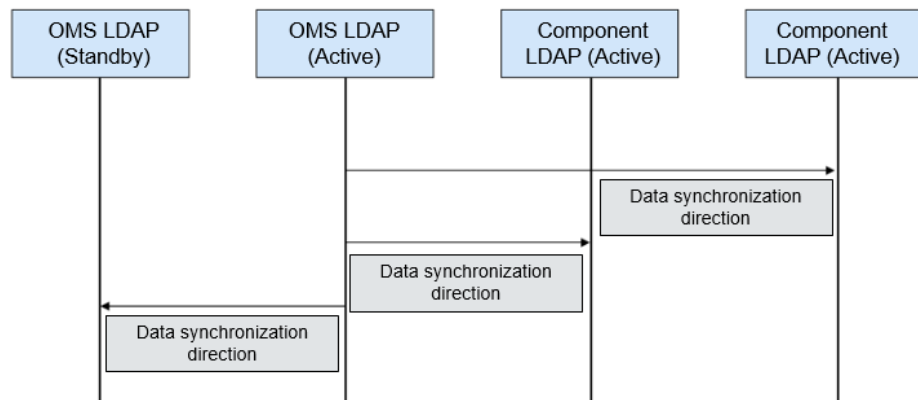 OMS LDAP
(Standby)
OMS LDAP
(Active)
Component
LDAP (Active)
Component
LDAP (Active)
Data synchronization
direction
Data synchronization
direction
Data synchronization
direction